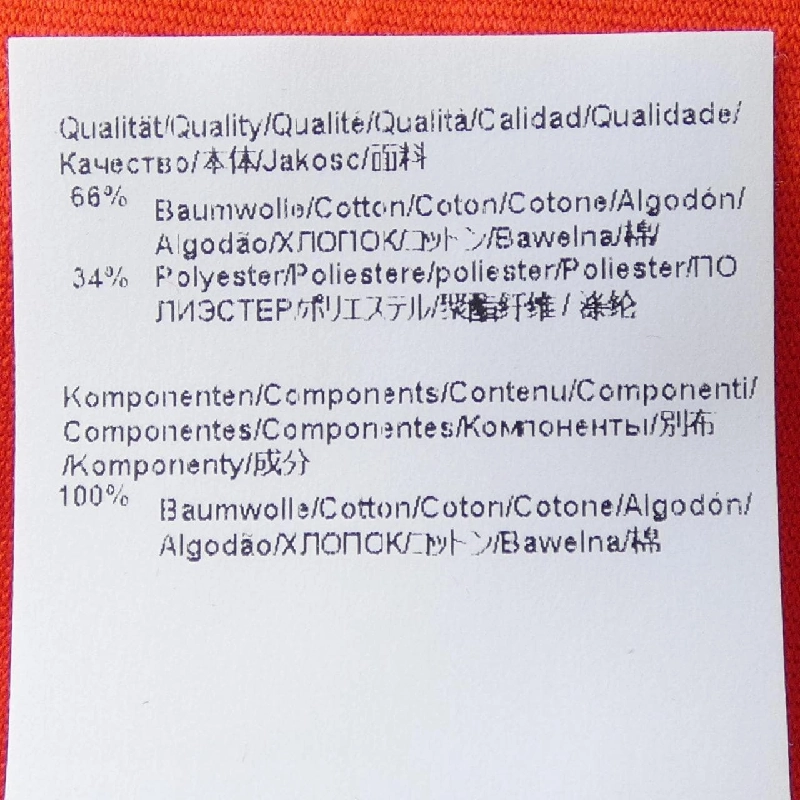 Qualität/Quality/Qualité/Qualità/Calidad/Qualidade/
Качество/本体/Jakosc/面料
66% Baumwolle/Cotton/Coton/Cotone/Algodón/
Algodão/ХЛОПОК/コットン/Bawelna/棉/
34% Polyester/Poliestere/poliester/Poliester/ПО
ЛИЭСТЕР/ポリエステル/聚酯纤维 / 涤纶
Komponenten/Components/Contenu/Componenti/
Componentes/Componentes/Компоненты/別布
/Komponenty/成分
100% Baumwolle/Cotton/Coton/Cotone/Algodón/
Algodão/ХЛОПОК/コットン/Bawelna/棉